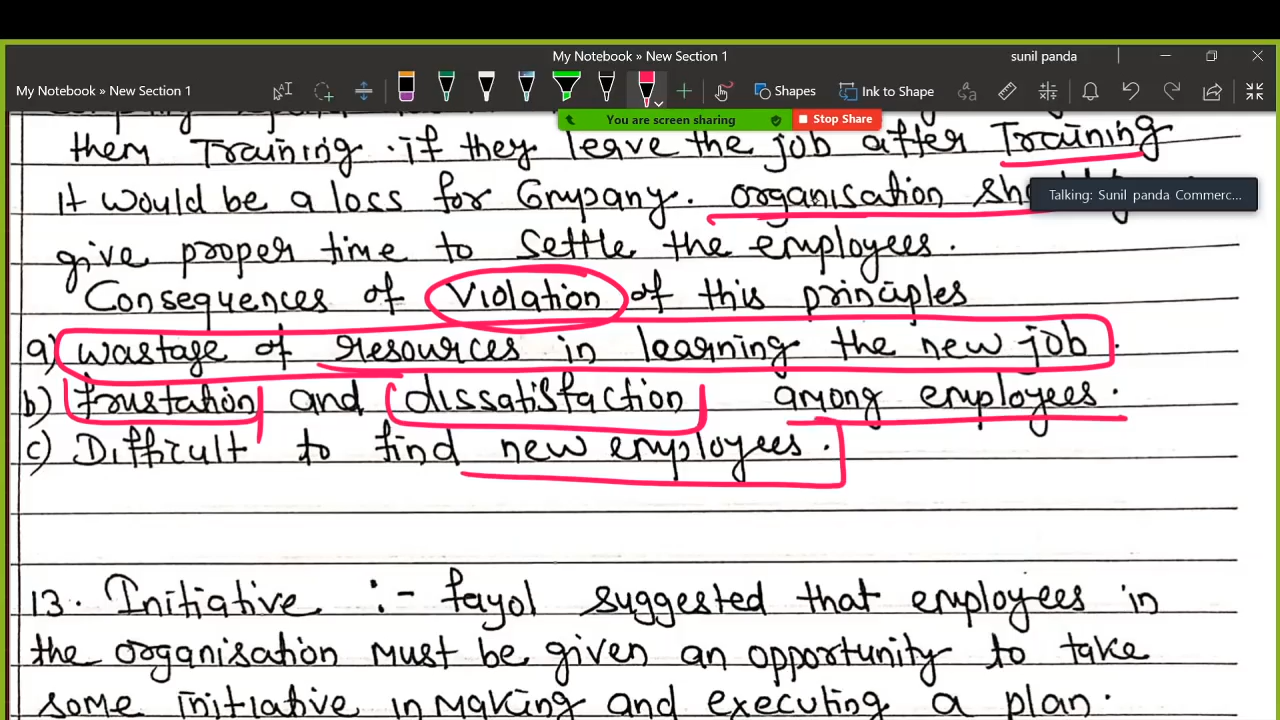 My Notebook » New Section 1
sunil panda
My Notebook » New Section 1
Shapes
Ink to Shape
You are screen sharing
Stop Share
them Training . if they leave the job after Training
Talking: Sunil panda Commerc...
it would be a loss for Company. organisation
give proper time to settle the employees.
Consequences of Violation of this principles
a) wastage of resources in learning the new job.
b) frustation and dissatisfaction among employees.
c) Difficult to find new employees.
13. Initiative :- fayol suggested that employees in
the organisation must be given an opportunity to take
some initiative in making and executing a plan.